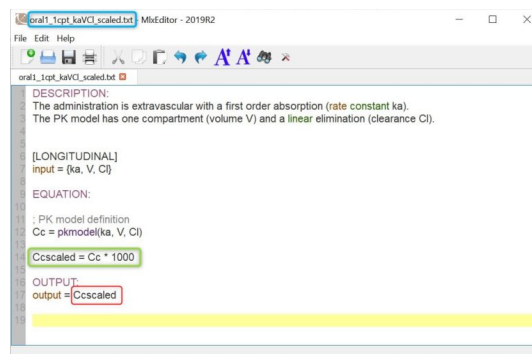 oral1_1cpt_kaVCl_scaled.txt - MlxEditor - 2019R2
File Edit Help
oral1_1cpt_kaVCl_scaled.txt
1 DESCRIPTION:
2 The administration is extravascular with a first order absorption (rate constant ka).
3 The PK model has one compartment (volume V) and a linear elimination (clearance Cl).
4
5
6 [LONGITUDINAL]
7 input = {ka, V, Cl}
8
9 EQUATION:
10
11 ; PK model definition
12 Cc = pkmodel(ka, V, Cl)
13
14 Ccscaled = Cc * 1000
15
16 OUTPUT:
17 output = Ccscaled
18
19